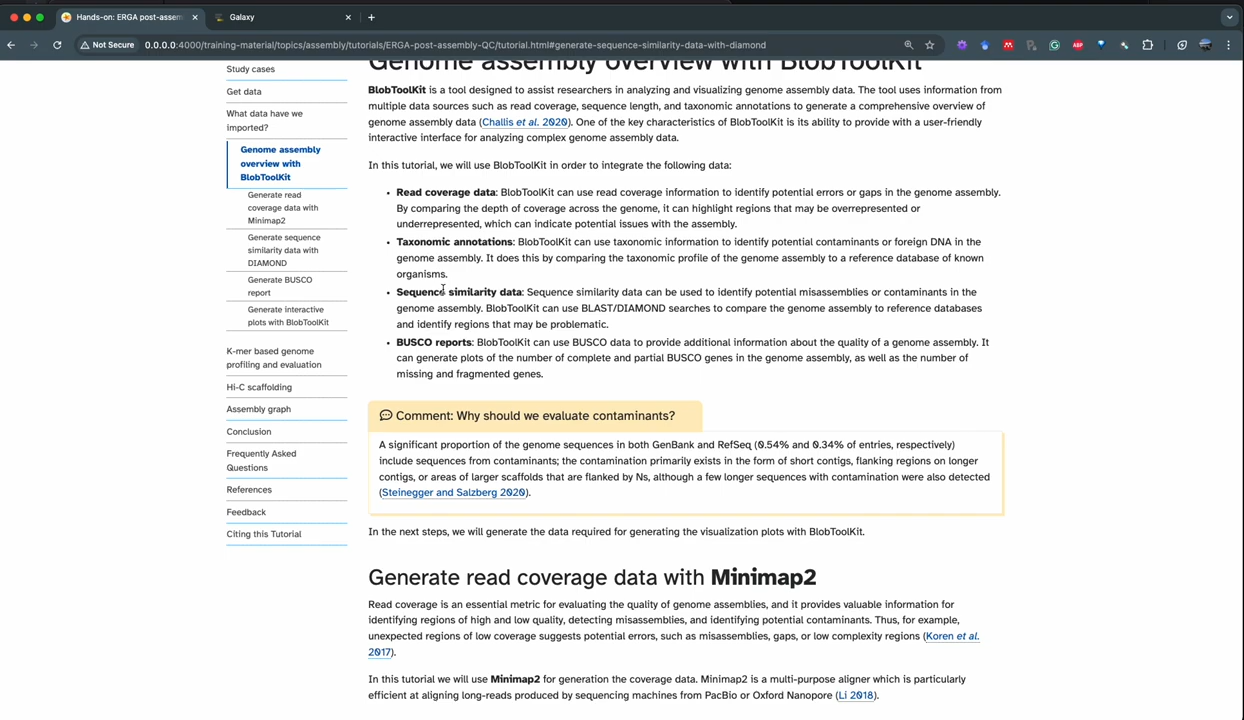 Hands-on: ERGA post-assem
Galaxy
Not Secure
0.0.0.0:4000/training-material/topics/assembly/tutorials/ERGA-post-assembly-QC/tutorial.html#generate-sequence-similarity-data-with-diamond
ABP
Study cases
Get data
What data have we
imported?
Genome assembly
overview with
BlobToolKit
Generate read
coverage data with
Minimap2
Generate sequence
similarity data with
DIAMOND
Generate BUSCO
report
Generate interactive
plots with BlobToolKit
K-mer based genome
profiling and evaluation
Hi-C scaffolding
Assembly graph
Conclusion
Frequently Asked
Questions
References
Feedback
Citing this Tutorial
Genome assembly overview with BlobToolKit
BlobToolKit is a tool designed to assist researchers in analyzing and visualizing genome assembly data. The tool uses information from
multiple data sources such as read coverage, sequence length, and taxonomic annotations to generate a comprehensive overview of
genome assembly data (Challis et al. 2020). One of the key characteristics of BlobToolKit is its ability to provide with a user-friendly
interactive interface for analyzing complex genome assembly data.
In this tutorial, we will use BlobToolKit in order to integrate the following data:
• Read coverage data: BlobToolKit can use read coverage information to identify potential errors or gaps in the genome assembly.
By comparing the depth of coverage across the genome, it can highlight regions that may be overrepresented or
underrepresented, which can indicate potential issues with the assembly.
• Taxonomic annotations: BlobToolKit can use taxonomic information to identify potential contaminants or foreign DNA in the
genome assembly. It does this by comparing the taxonomic profile of the genome assembly to a reference database of known
organisms.
• Sequence similarity data: Sequence similarity data can be used to identify potential misassemblies or contaminants in the
genome assembly. BlobToolKit can use BLAST/DIAMOND searches to compare the genome assembly to reference databases
and identify regions that may be problematic.
• BUSCO reports: BlobToolKit can use BUSCO data to provide additional information about the quality of a genome assembly. It
can generate plots of the number of complete and partial BUSCO genes in the genome assembly, as well as the number of
missing and fragmented genes.
Comment: Why should we evaluate contaminants?
A significant proportion of the genome sequences in both GenBank and RefSeq (0.54% and 0.34% of entries, respectively)
include sequences from contaminants; the contamination primarily exists in the form of short contigs, flanking regions on longer
contigs, or areas of larger scaffolds that are flanked by Ns, although a few longer sequences with contamination were also detected
(Steinegger and Salzberg 2020).
In the next steps, we will generate the data required for generating the visualization plots with BlobToolKit.
Generate read coverage data with Minimap2
Read coverage is an essential metric for evaluating the quality of genome assemblies, and it provides valuable information for
identifying regions of high and low quality, detecting misassemblies, and identifying potential contaminants. Thus, for example,
unexpected regions of low coverage suggests potential errors, such as misassemblies, gaps, or low complexity regions (Koren et al.
2017).
In this tutorial we will use Minimap2 for generation the coverage data. Minimap2 is a multi-purpose aligner which is particularly
efficient at aligning long-reads produced by sequencing machines from PacBio or Oxford Nanopore (Li 2018).